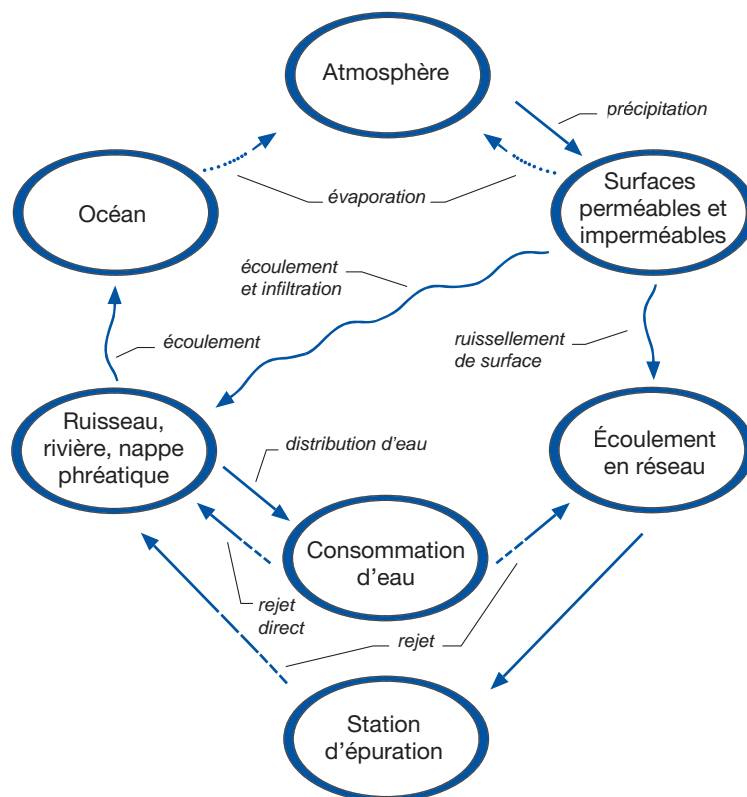 Atmosphère
précipitation
Océan
évaporation
Surfaces
perméables et
imperméables
écoulement
et infiltration
écoulement
ruissellement
de surface
Ruisseau,
rivière, nappe
phréatique
distribution d'eau
Écoulement
en réseau
Consommation
d'eau
rejet
direct
rejet
Station
d'épuration